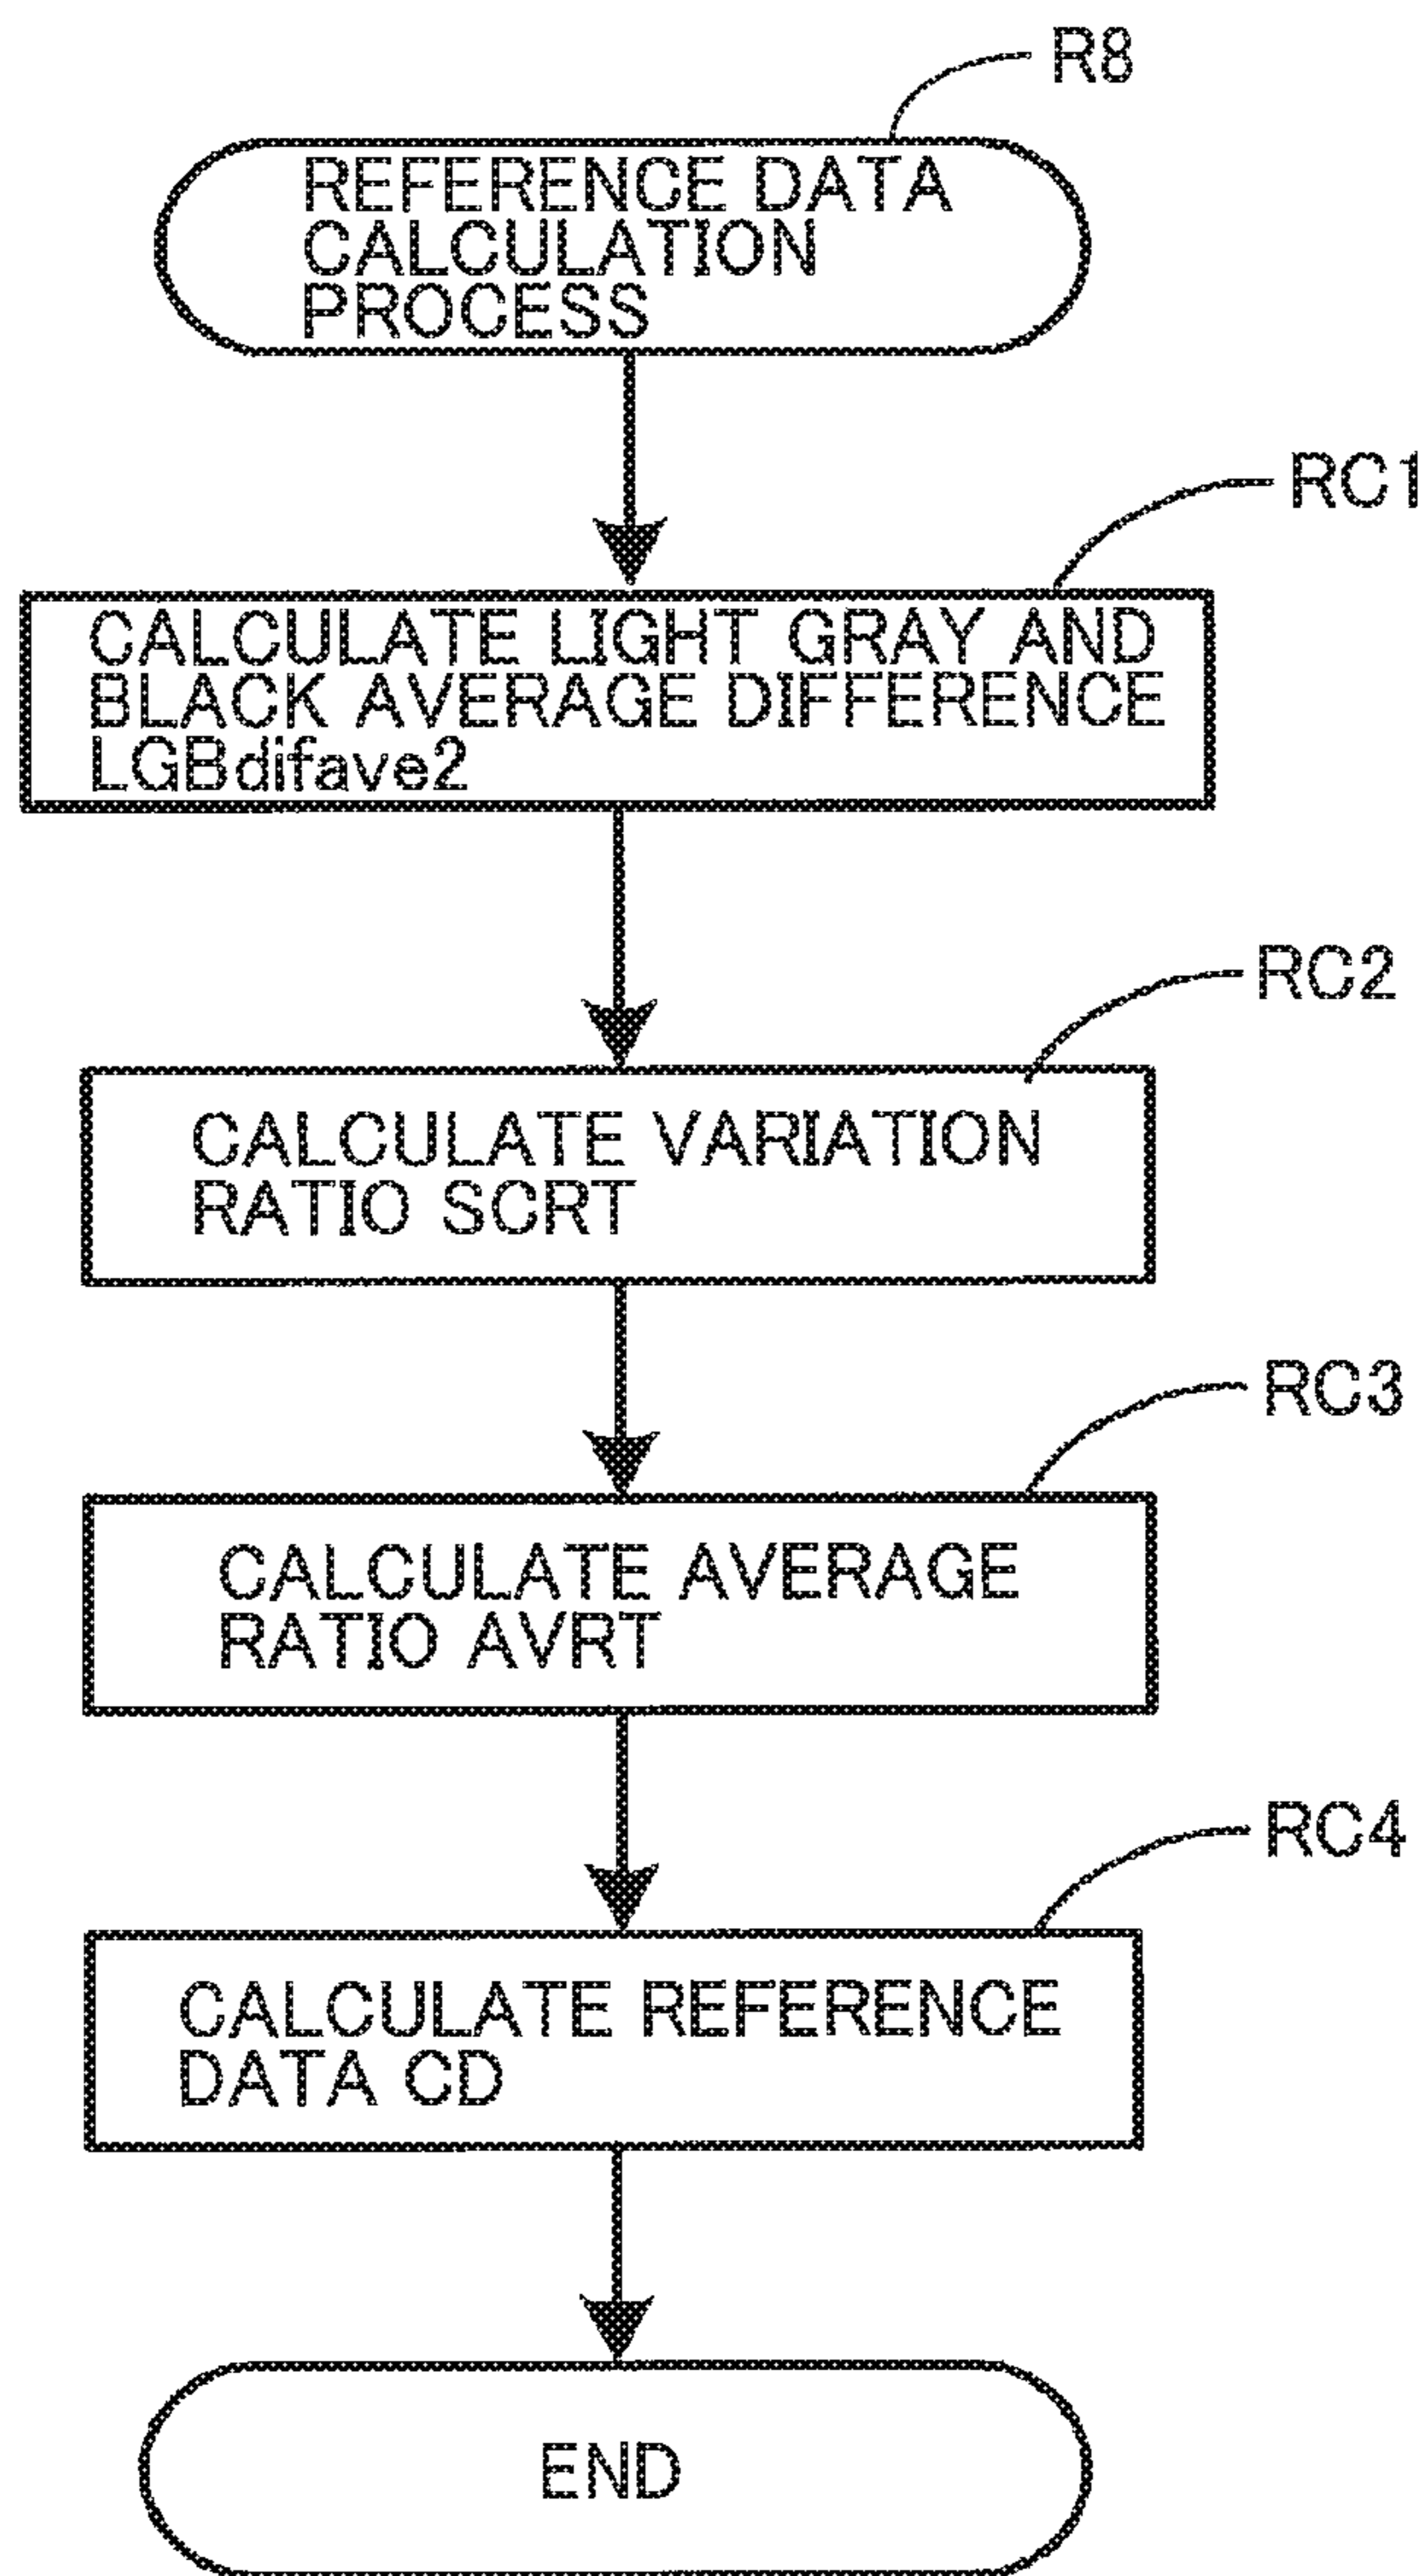 R8
REFERENCE DATA
CALCULATION
PROCESS
RC1
CALCULATE LIGHT GRAY AND
BLACK AVERAGE DIFFERENCE
LGBdifave2
RC2
CALCULATE VARIATION
RATIO SCRT
RC3
CALCULATE AVERAGE
RATIO AVRT
RC4
CALCULATE REFERENCE
DATA CD
END